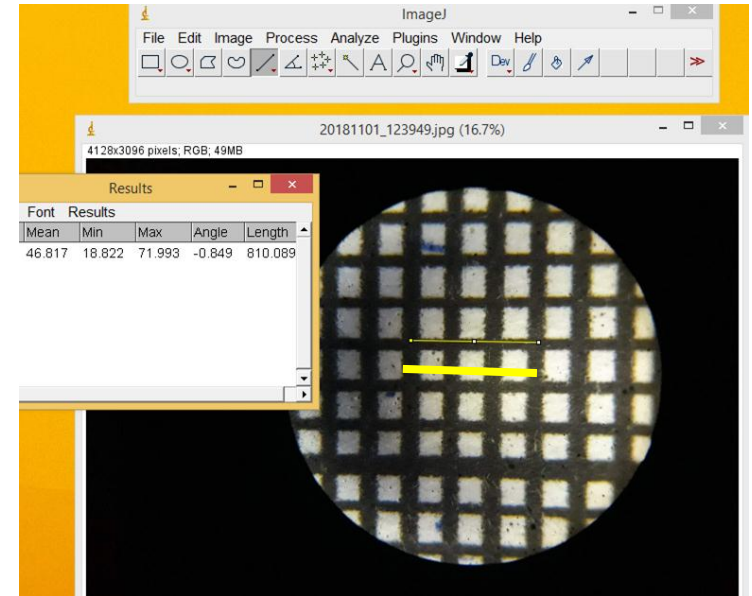 ImageJ
File Edit Image Process Analyze Plugins Window Help
A Dev
20181101_123949.jpg (16.7%)
4128x3096 pixels; RGB; 49MB
Results
Font Results
Mean Min Max Angle Length
46.817 18.822 71.993 -0.849 810.089